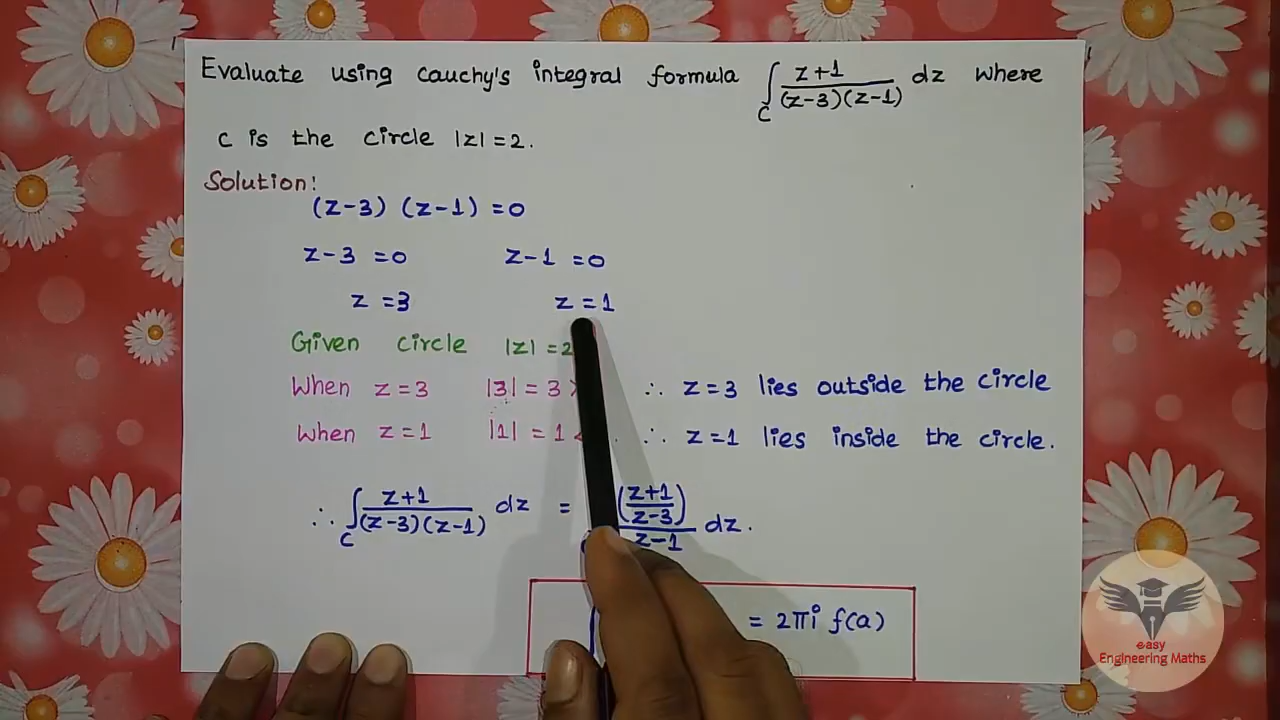 Evaluate using Cauchy's integral formula ∫_C (z+1)/((z-3)(z-1)) dz where
C is the circle |z| = 2.
Solution:
(z-3) (z-1) = 0
z-3 = 0 z-1 = 0
z = 3 z = 1
Given circle |z| = 2
When z = 3 |3| = 3 > ∴ z = 3 lies outside the circle
When z = 1 |1| = 1 < ∴ z = 1 lies inside the circle.
∴ ∫_C (z+1)/((z-3)(z-1)) dz = ((z+1)/(z-3))/(z-1) dz.
= 2πi f(a)
easy
Engineering Maths